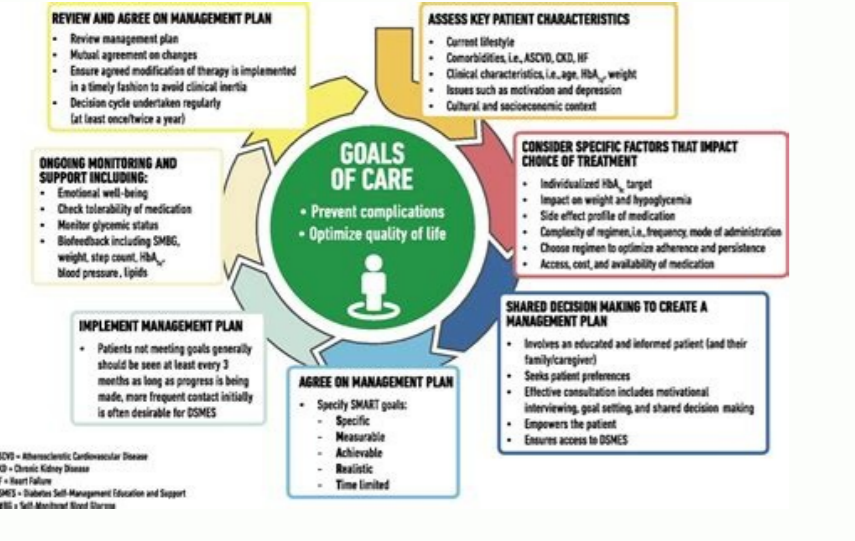 REVIEW AND AGREE ON MANAGEMENT PLAN
• Review management plan
• Mutual agreement on changes
• Ensure agreed modification of therapy is implemented
in a timely fashion to avoid clinical inertia
• Decision cycle undertaken regularly
(at least once/twice a year)
ASSESS KEY PATIENT CHARACTERISTICS
• Current lifestyle
• Comorbidities, i.e., ASCVD, CKD, HF
• Clinical characteristics, i.e., age, HbA1c, weight
• Issues such as motivation and depression
• Cultural and socioeconomic context
CONSIDER SPECIFIC FACTORS THAT IMPACT
CHOICE OF TREATMENT
• Individualized HbA1c target
• Impact on weight and hypoglycemia
• Side effect profile of medication
• Complexity of regimen, i.e., frequency, mode of administration
• Choose regimen to optimize adherence and persistence
• Access, cost, and availability of medication
SHARED DECISION MAKING TO CREATE A
MANAGEMENT PLAN
• Involves an educated and informed patient (and their
family/caregiver)
• Seeks patient preferences
• Effective consultation includes motivational
interviewing, goal setting, and shared decision making
• Empowers the patient
• Ensures access to DSMES
AGREE ON MANAGEMENT PLAN
• Specify SMART goals:
- Specific
- Measurable
- Achievable
- Realistic
- Time limited
IMPLEMENT MANAGEMENT PLAN
• Patients not meeting goals generally
should be seen at least every 3
months as long as progress is being
made, more frequent contact initially
is often desirable for DSMES
ONGOING MONITORING AND
SUPPORT INCLUDING:
• Emotional well-being
• Check tolerability of medication
• Monitor glycemic status
• Biofeedback including SMBG,
weight, step count, HbA1c,
blood pressure, lipids
GOALS
OF CARE
• Prevent complications
• Optimize quality of life
SCVD = Atherosclerotic Cardiovascular Disease
KD = Chronic Kidney Disease
F = Heart Failure
SMES = Diabetes Self-Management Education and Support
MBG = Self-Monitored Blood Glucose